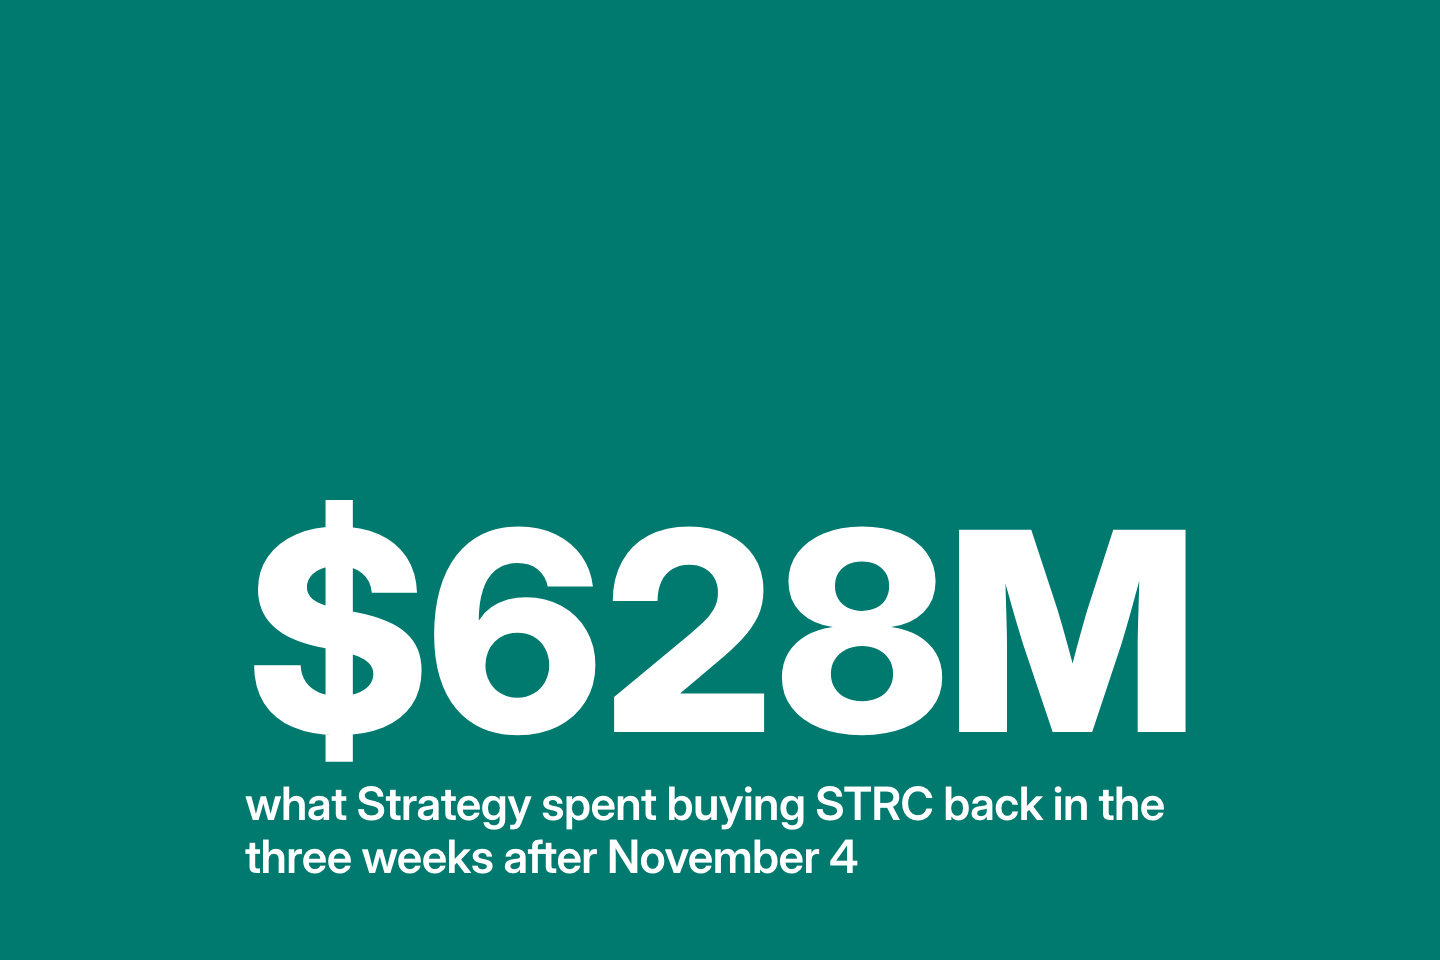 $628M
what Strategy spent buying STRC back in the
three weeks after November 4